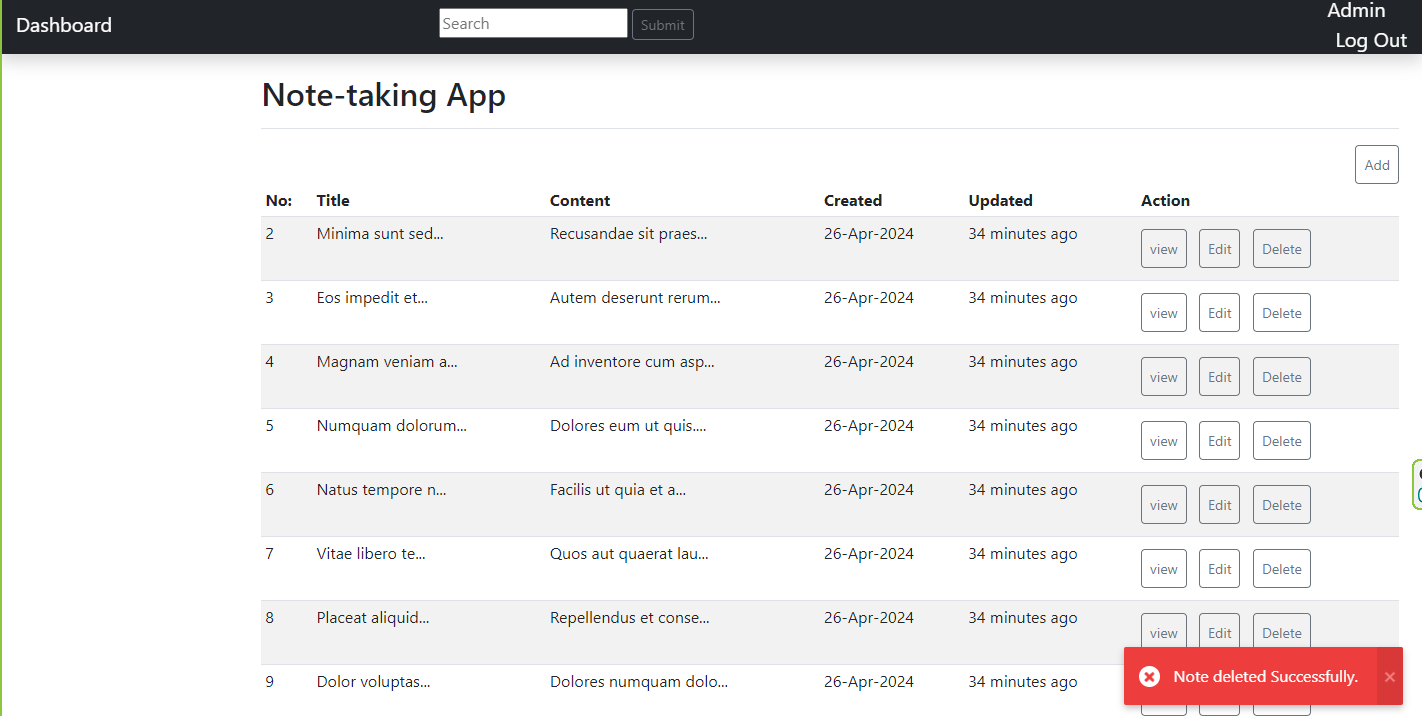 Dashboard Search Submit Admin
Log Out
Note-taking App
Add
No: Title Content Created Updated Action
2 Minima sunt sed... Recusandae sit praes... 26-Apr-2024 34 minutes ago view Edit Delete
3 Eos impedit et... Autem deserunt rerum... 26-Apr-2024 34 minutes ago view Edit Delete
4 Magnam veniam a... Ad inventore cum asp... 26-Apr-2024 34 minutes ago view Edit Delete
5 Numquam dolorum... Dolores eum ut quis.... 26-Apr-2024 34 minutes ago view Edit Delete
6 Natus tempore n... Facilis ut quia et a... 26-Apr-2024 34 minutes ago view Edit Delete
7 Vitae libero te... Quos aut quaerat lau... 26-Apr-2024 34 minutes ago view Edit Delete
8 Placeat aliquid... Repellendus et conse... 26-Apr-2024 34 minutes ago view Edit Delete
9 Dolor voluptas... Dolores numquam dolo... 26-Apr-2024 34 minutes ago
Note deleted Successfully.